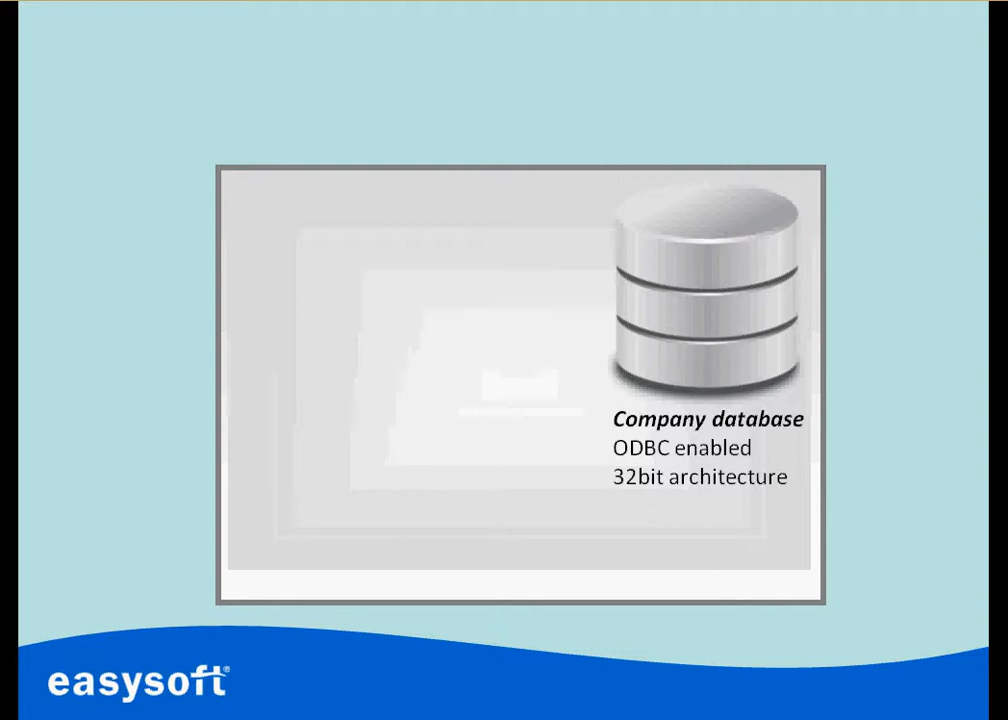 Company database
ODBC enabled
32bit architecture
easysoft®